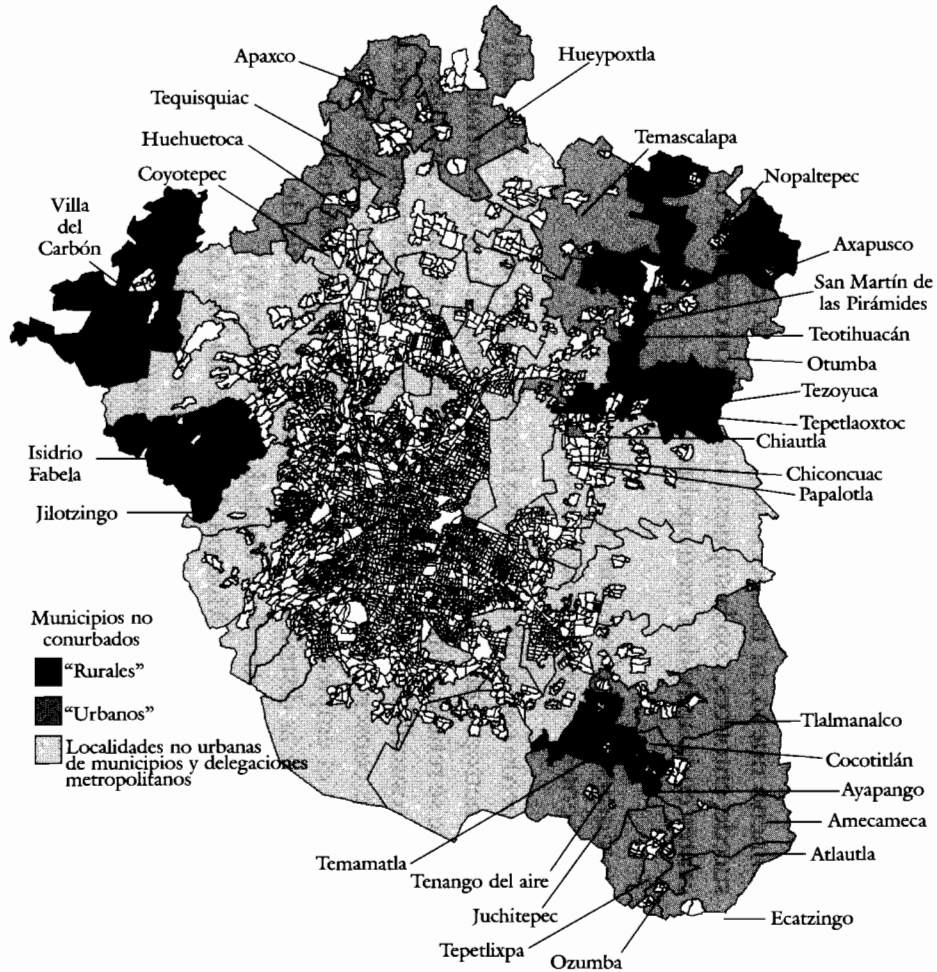 Apaxco
Hueypoxtla
Tequisquiac
Temascalapa
Huehuetoca
Nopaltepec
Coyotepec
Villa
del
Carbón
Axapusco
San Martín de
las Pirámides
Teotihuacán
Otumba
Tezoyuca
Tepetlaoxtoc
Chiautla
Isidrio
Fabela
Chiconcuac
Papalotla
Jilotzingo
Municipios no
conurbados
"Rurales"
"Urbanos"
Localidades no urbanas
de municipios y delegaciones
metropolitanos
Tlalmanalco
Cocotitlán
Ayapango
Amecameca
Atlautla
Temamatla
Tenango del aire
Juchitepec
Ecatzingo
Tepetlixpa
Ozumba